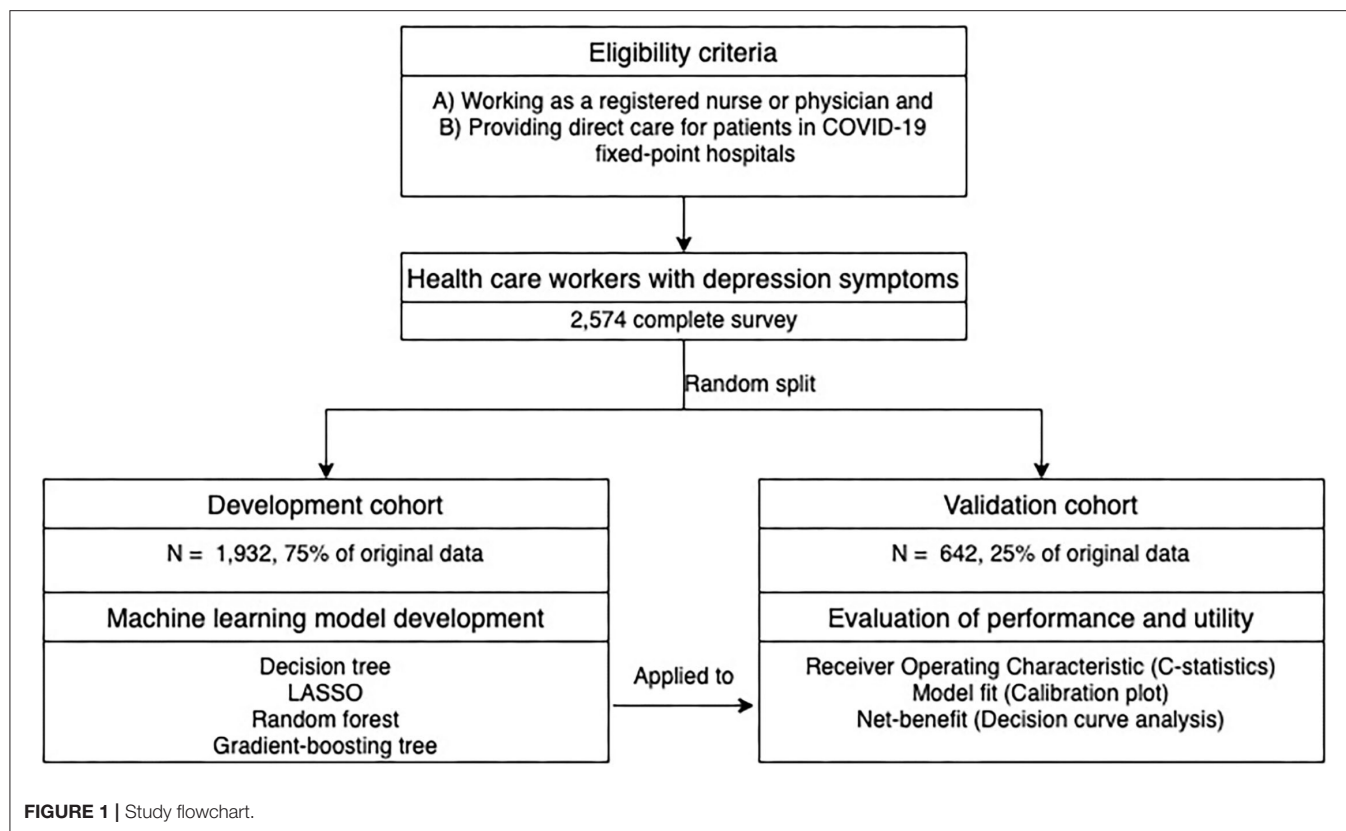 Eligibility criteria
A) Working as a registered nurse or physician and
B) Providing direct care for patients in COVID-19
fixed-point hospitals
Health care workers with depression symptoms
2,574 complete survey
Random split
Development cohort
N = 1,932, 75% of original data
Machine learning model development
Decision tree
LASSO
Random forest
Gradient-boosting tree
Applied to
Validation cohort
N = 642, 25% of original data
Evaluation of performance and utility
Receiver Operating Characteristic (C-statistics)
Model fit (Calibration plot)
Net-benefit (Decision curve analysis)
FIGURE 1 | Study flowchart.